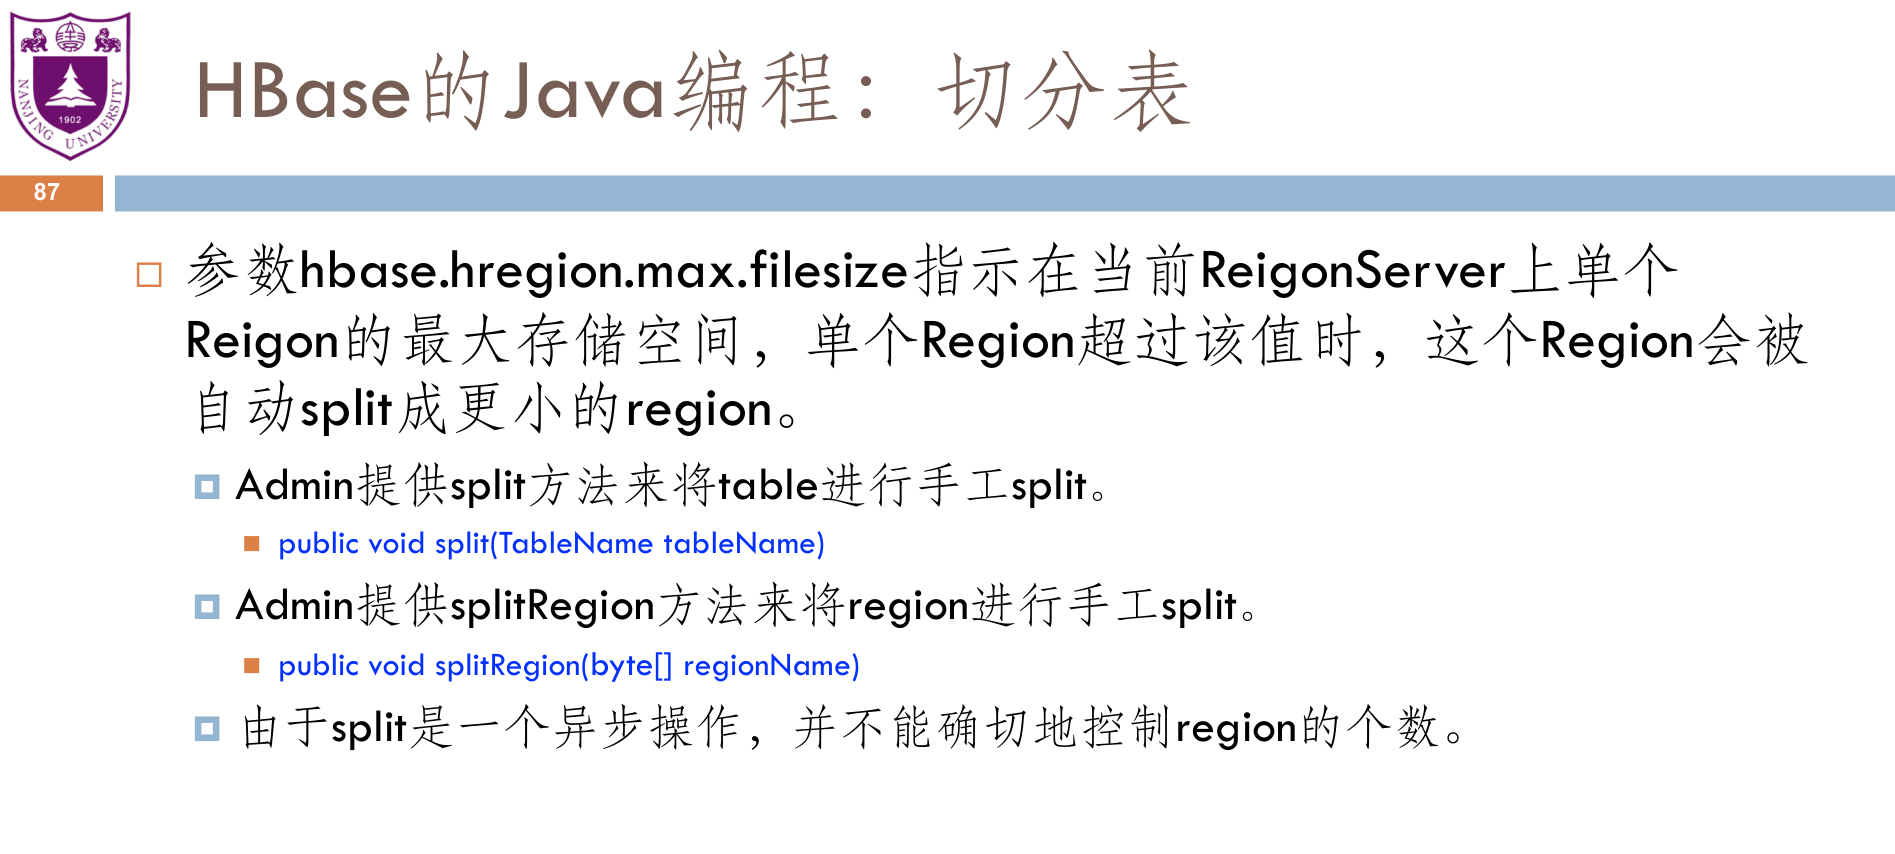 NANJING UNIVERSITY
1902
HBase的Java编程：切分表
87
参数hbase.hregion.max.filesize指示在当前ReigonServer上单个
Reigon的最大存储空间，单个Region超过该值时，这个Region会被
自动split成更小的region。
Admin提供split方法来将table进行手工split。
public void split(TableName tableName)
Admin提供splitRegion方法来将region进行手工split。
public void splitRegion(byte[] regionName)
由于split是一个异步操作，并不能确切地控制region的个数。